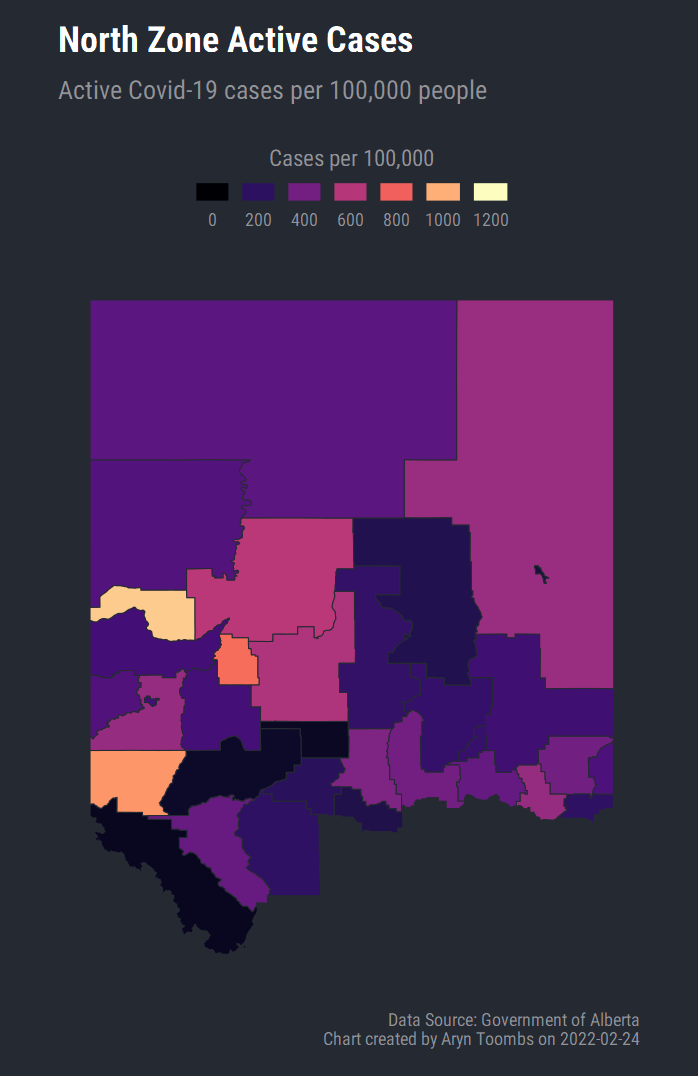 North Zone Active Cases
Active Covid-19 cases per 100,000 people
Cases per 100,000
0 200 400 600 800 1000 1200
Data Source: Government of Alberta
Chart created by Aryn Toombs on 2022-02-24